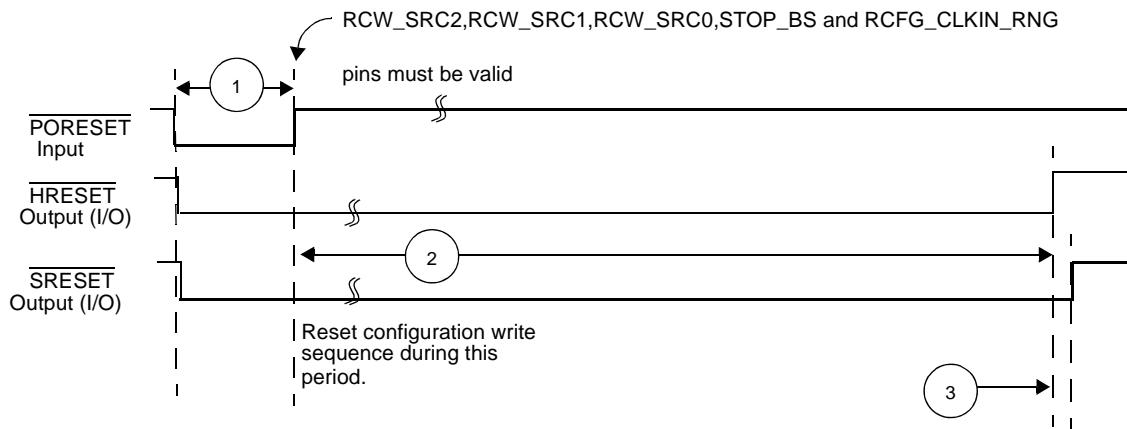 RCW_SRC2,RCW_SRC1,RCW_SRC0,STOP_BS and RCFG_CLKIN_RNG
pins must be valid
1
PORESET
Input
HRESET
Output (I/O)
2
SRESET
Output (I/O)
Reset configuration write
sequence during this
period.
3